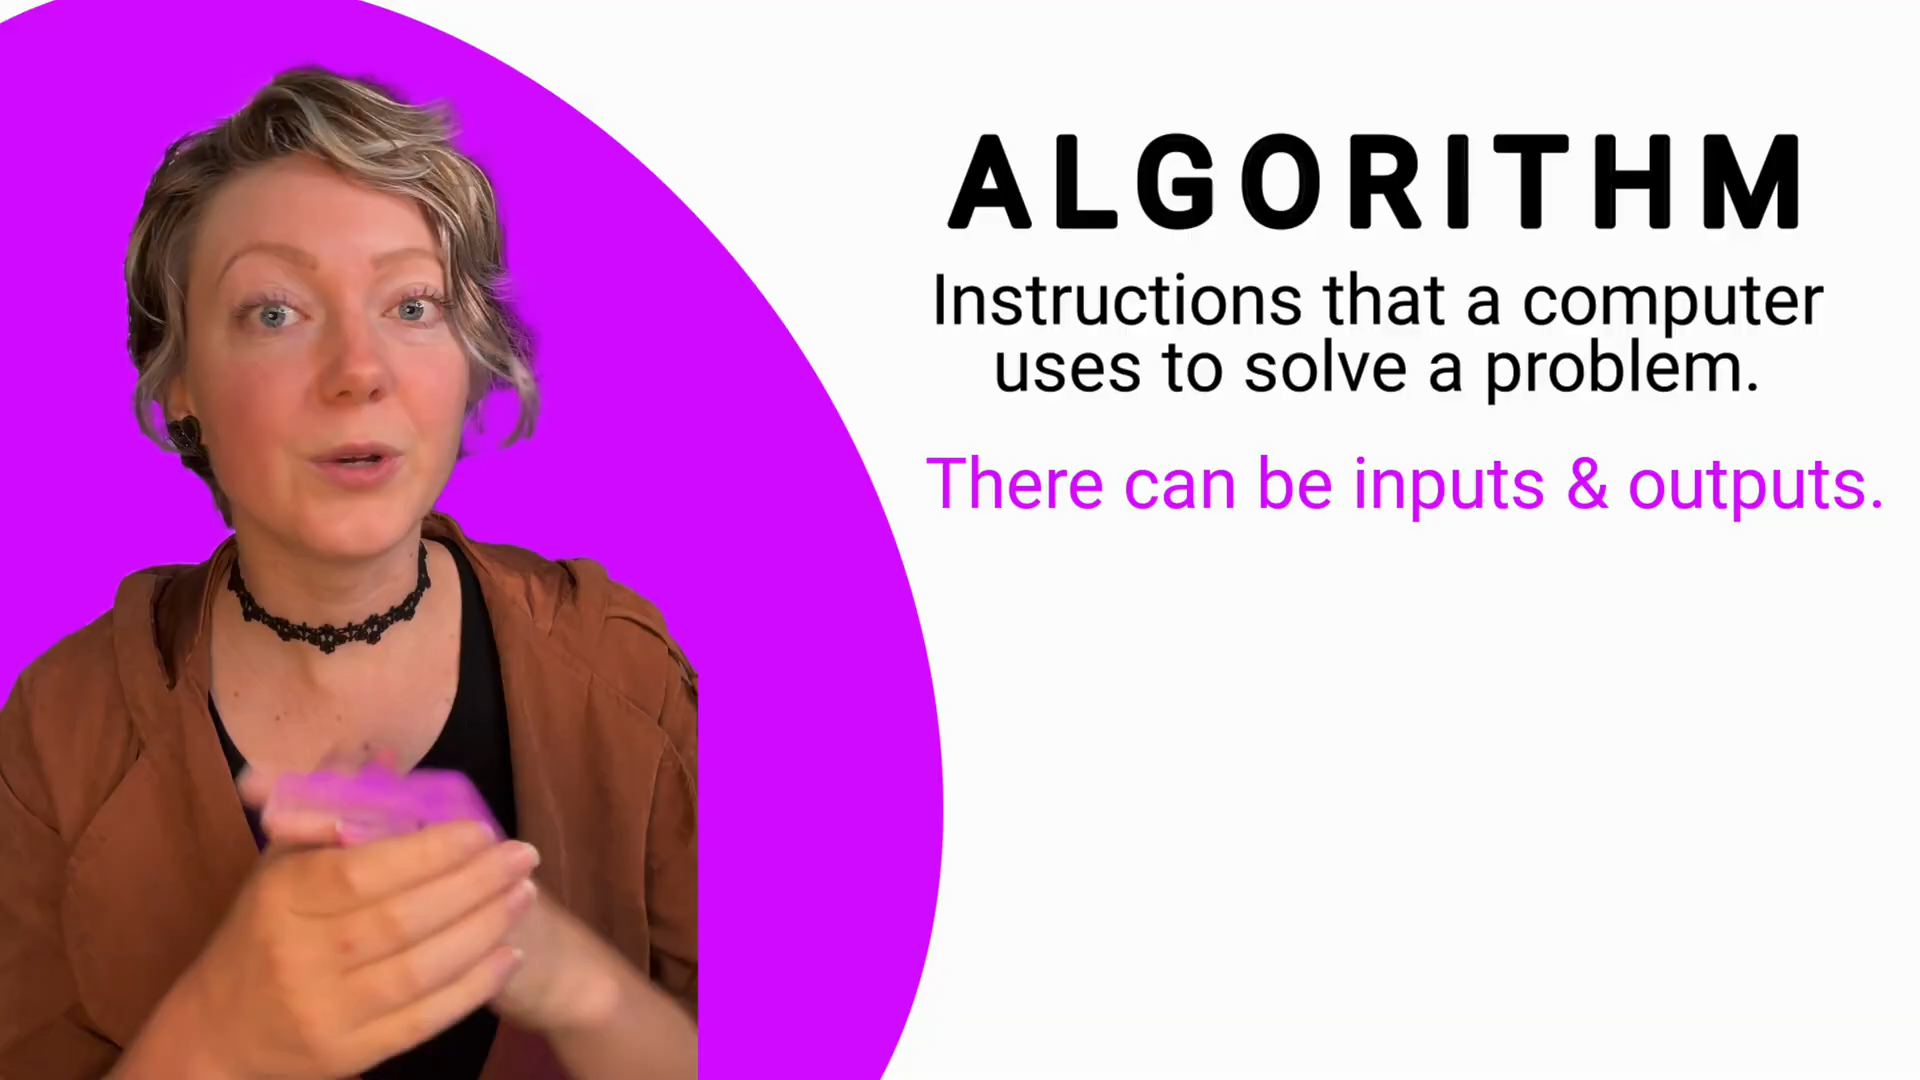 ALGORITHM
Instructions that a computer
uses to solve a problem.
There can be inputs & outputs.